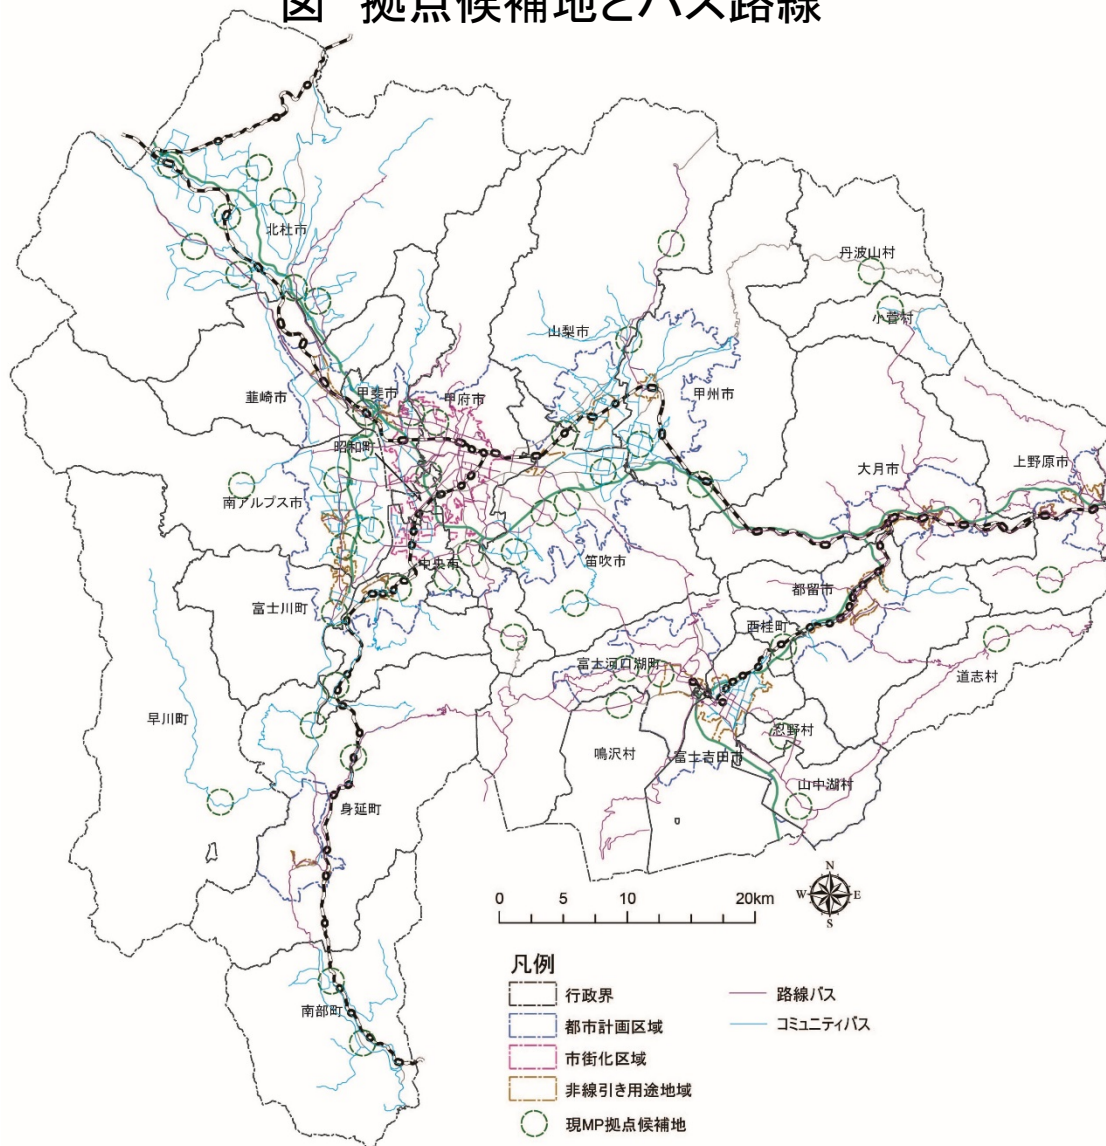 図 拠点候補地とバス路線
北杜市
丹波山村
小菅村
山梨市
甲州市
韮崎市
甲斐市
甲府市
昭和町
大月市
上野原市
南アルプス市
中央市
笛吹市
富士川町
都留市
西桂町
富士河口湖町
道志村
早川町
忍野村
鳴沢村
富士吉田市
山中湖村
身延町
南部町
N
W
E
S
0 5 10 20km
凡例
行政界
都市計画区域
市街化区域
非線引き用途地域
現MP拠点候補地
路線バス
コミュニティバス